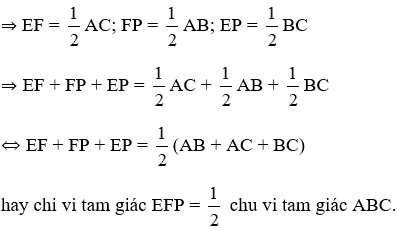 ⇒ EF = 1/2 AC; FP = 1/2 AB; EP = 1/2 BC
⇒ EF + FP + EP = 1/2 AC + 1/2 AB + 1/2 BC
⇔ EF + FP + EP = 1/2 (AB + AC + BC)
hay chi vi tam giác EFP = 1/2 chu vi tam giác ABC.